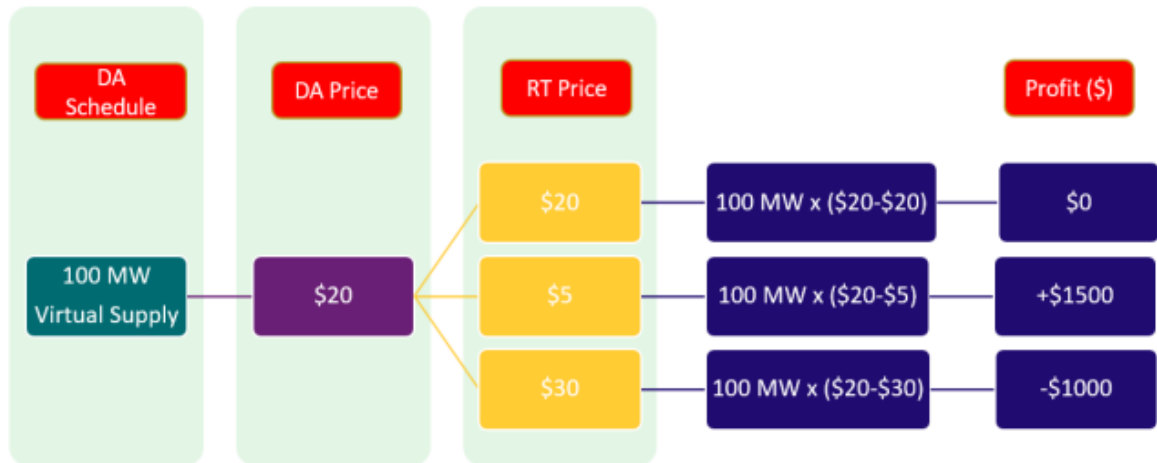 DA
Schedule
DA Price
RT Price
Profit ($)
$20
100 MW x ($20-$20)
$0
100 MW
Virtual Supply
$20
$5
100 MW x ($20-$5)
+$1500
$30
100 MW x ($20-$30)
-$1000